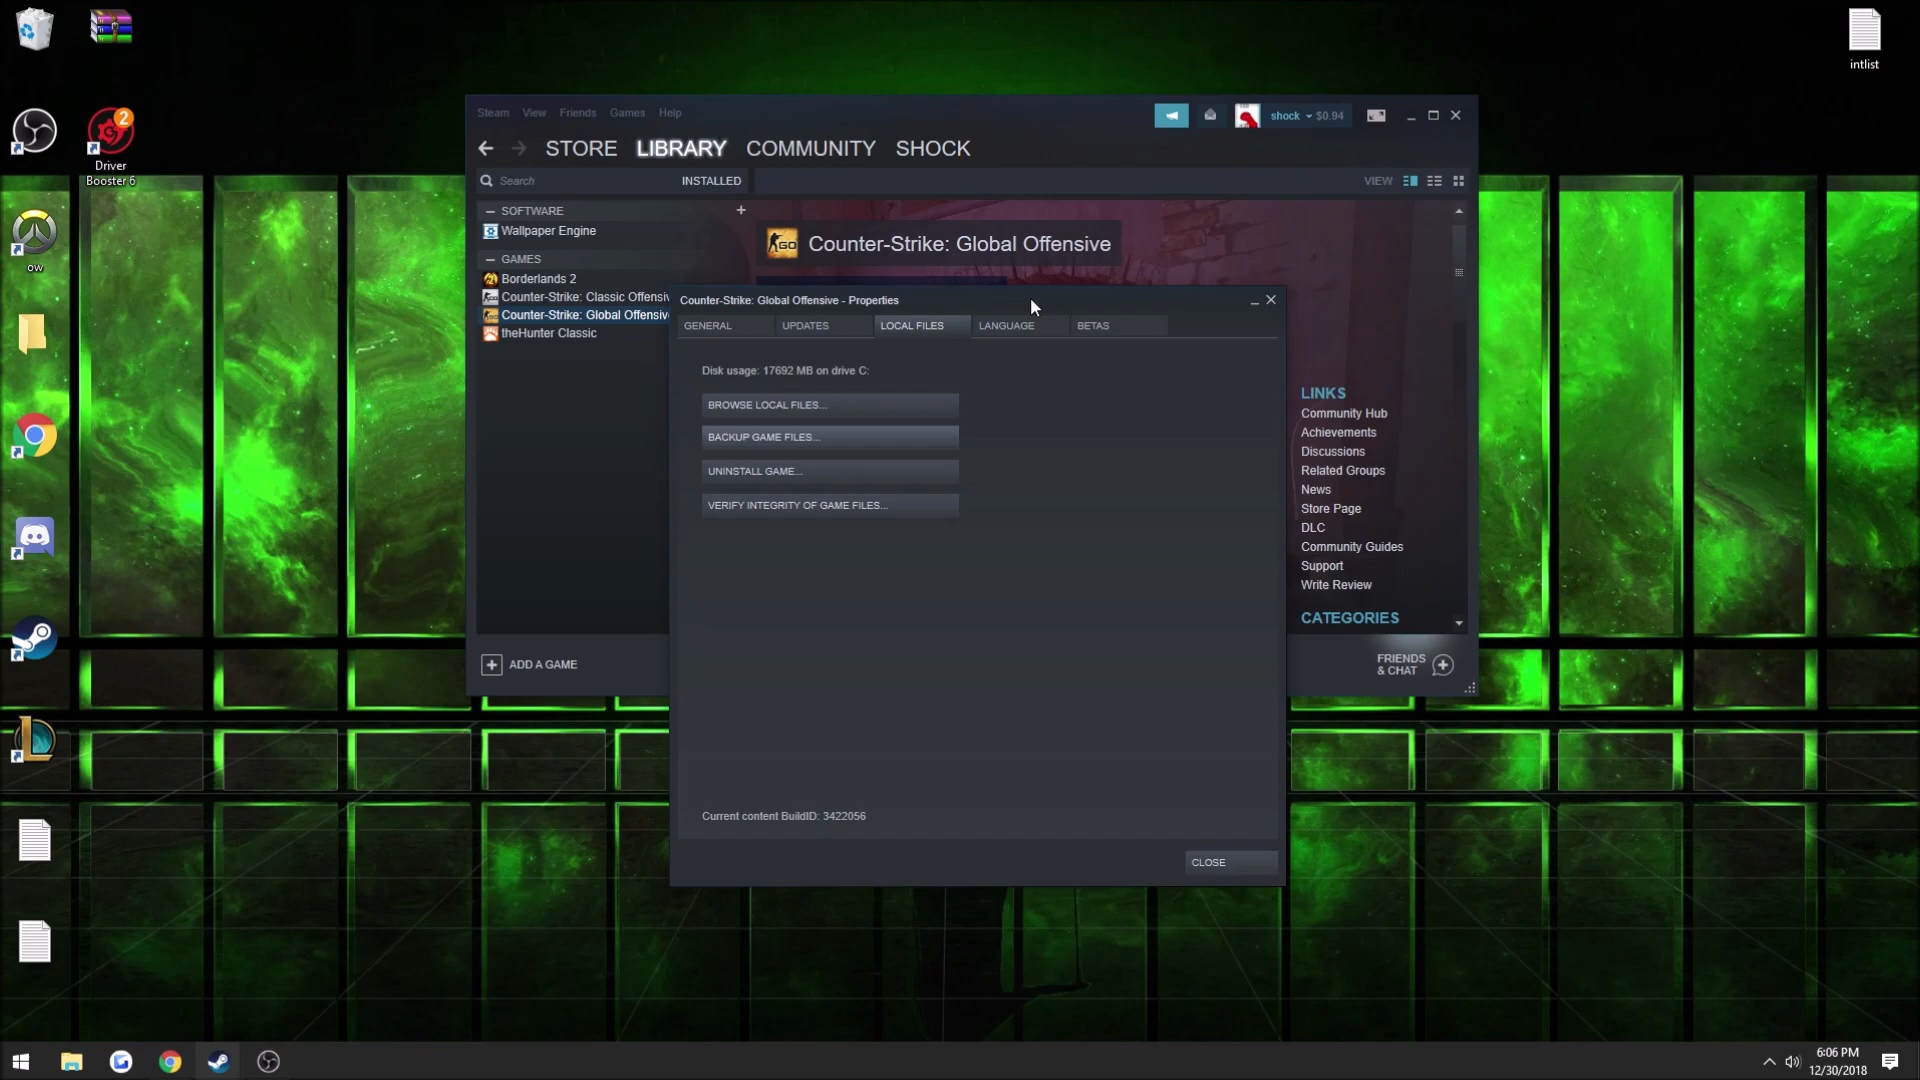 intlist
Driver
Booster 6
2
ow
Steam View Friends Games Help
shock $0.94
STORE LIBRARY COMMUNITY SHOCK
Search INSTALLED
VIEW
SOFTWARE
Wallpaper Engine
GAMES
Borderlands 2
Counter-Strike: Classic Offensiv
Counter-Strike: Global Offensive
theHunter Classic
GO Counter-Strike: Global Offensive
Counter-Strike: Global Offensive - Properties
GENERAL UPDATES LOCAL FILES LANGUAGE BETAS
Disk usage: 17692 MB on drive C:
BROWSE LOCAL FILES...
BACKUP GAME FILES...
UNINSTALL GAME...
VERIFY INTEGRITY OF GAME FILES...
Current content BuildID: 3422056
CLOSE
LINKS
Community Hub
Achievements
Discussions
Related Groups
News
Store Page
DLC
Community Guides
Support
Write Review
CATEGORIES
ADD A GAME
FRIENDS
& CHAT
6:06 PM
12/30/2018